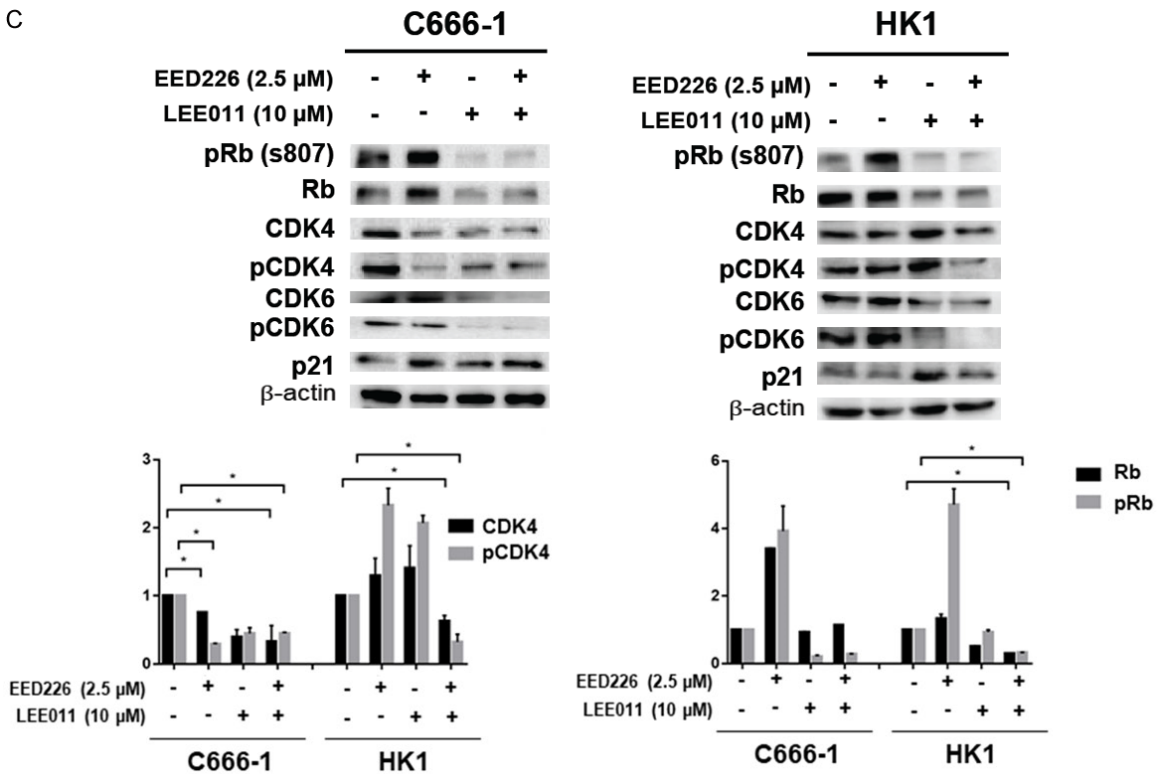 C
C666-1
EED226 (2.5 µM) - + - +
LEE011 (10 µM) - - + +
pRb (s807)
Rb
CDK4
pCDK4
CDK6
pCDK6
p21
β-actin
HK1
EED226 (2.5 µM) - + - +
LEE011 (10 µM) - - + +
pRb (s807)
Rb
CDK4
pCDK4
CDK6
pCDK6
p21
β-actin
3
2
1
0
* * * * * *
CDK4
pCDK4
EED226 (2.5 µM) - + - + - + - +
LEE011 (10 µM) - - + + - - + +
C666-1 HK1
6
4
2
0
* *
Rb
pRb
EED226 (2.5 µM) - + - + - + - +
LEE011 (10 µM) - - + + - - + +
C666-1 HK1